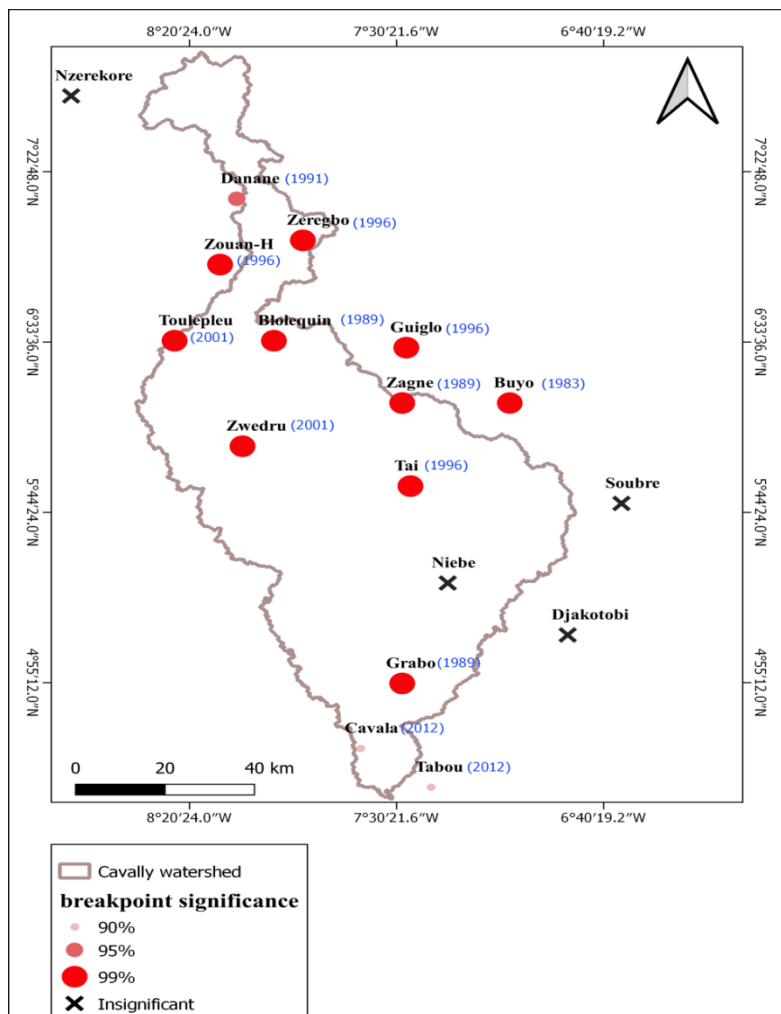 8°20′24.0″W 7°30′21.6″W 6°40′19.2″W
Nzerekore
7°22′48.0″N 7°22′48.0″N
Danane (1991)
Zeregbo (1996)
Zouan-H
(1996)
Toulepleu Blolequin (1989)
(2001)
Guiglo (1996)
6°33′36.0″N 6°33′36.0″N
Zagne (1989) Buyo (1983)
Zwedru (2001)
Tai (1996)
Soubre
5°44′24.0″N 5°44′24.0″N
Niebe
Djakotobi
Grabo (1989)
4°55′12.0″N 4°55′12.0″N
Cavala (2012)
Tabou (2012)
0 20 40 km
8°20′24.0″W 7°30′21.6″W 6°40′19.2″W
Cavally watershed
breakpoint significance
90%
95%
99%
Insignificant